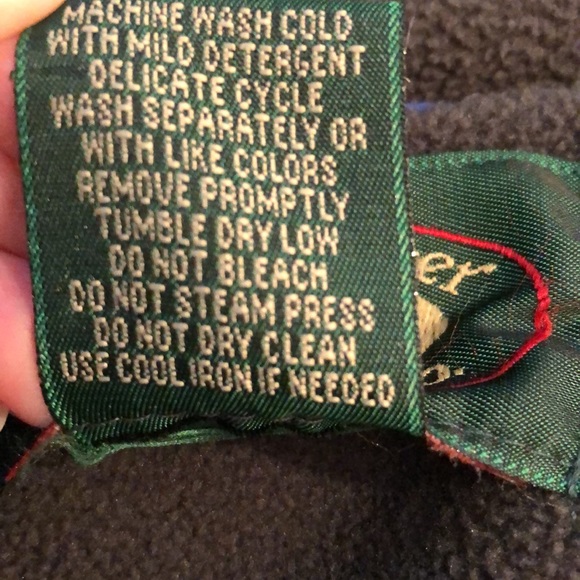 MACHINE WASH COLD
WITH MILD DETERGENT
DELICATE CYCLE
WASH SEPARATELY OR
WITH LIKE COLORS
REMOVE PROMPTLY
TUMBLE DRY LOW
DO NOT BLEACH
DO NOT STEAM PRESS
DO NOT DRY CLEAN
USE COOL IRON IF NEEDED